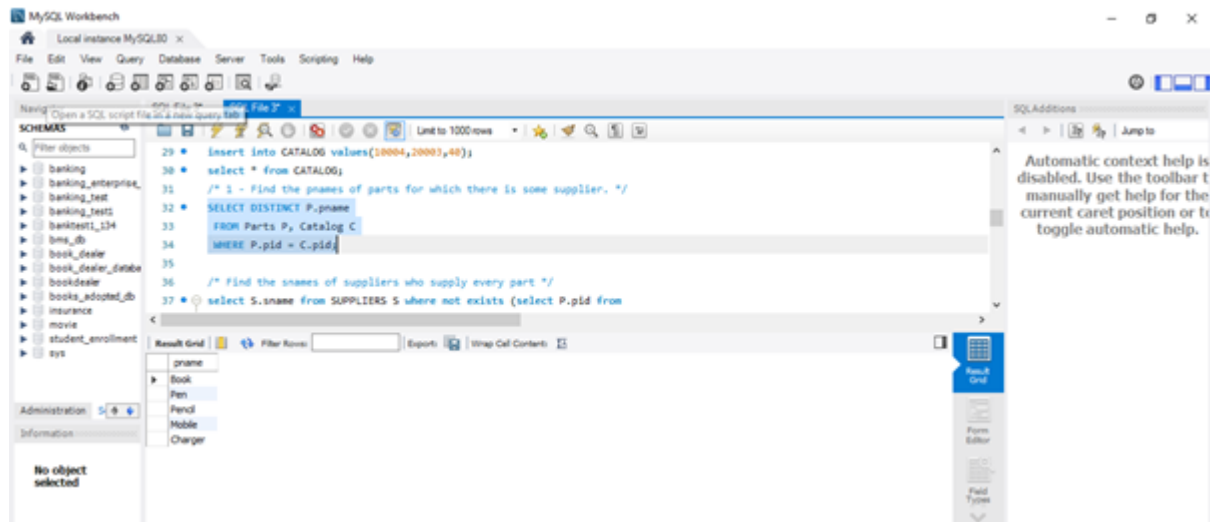 MySQL Workbench
Local instance MySQL80 ×
File Edit View Query Database Server Tools Scripting Help
Navig
SQL File 3* ×
SQLAdditions
Open a SQL script file in a new query tab
SCHEMAS
Filter objects
Limit to 1000 rows
Jump to
banking
banking_enterprise_
banking_test
banking_test1
banktest1_134
bms_db
book_dealer
book_dealer_databa
bookdealer
books_adopted_db
insurance
movie
student_enrollment
sys
29 insert into CATALOG values(10004,20003,40);
30 select * from CATALOG;
31 /* 1 - Find the pnames of parts for which there is some supplier. */
32 SELECT DISTINCT P.pname
33 FROM Parts P, Catalog C
34 WHERE P.pid = C.pid;
35
36 /* Find the snames of suppliers who supply every part */
37 select S.sname from SUPPLIERS S where not exists (select P.pid from
Automatic context help is
disabled. Use the toolbar t
manually get help for the
current caret position or to
toggle automatic help.
Result Grid Filter Rows: Export: Wrap Cell Content:
pname
Book
Pen
Pencil
Mobile
Charger
Result
Grid
Form
Editor
Field
Types
Administration S
Information
No object
selected